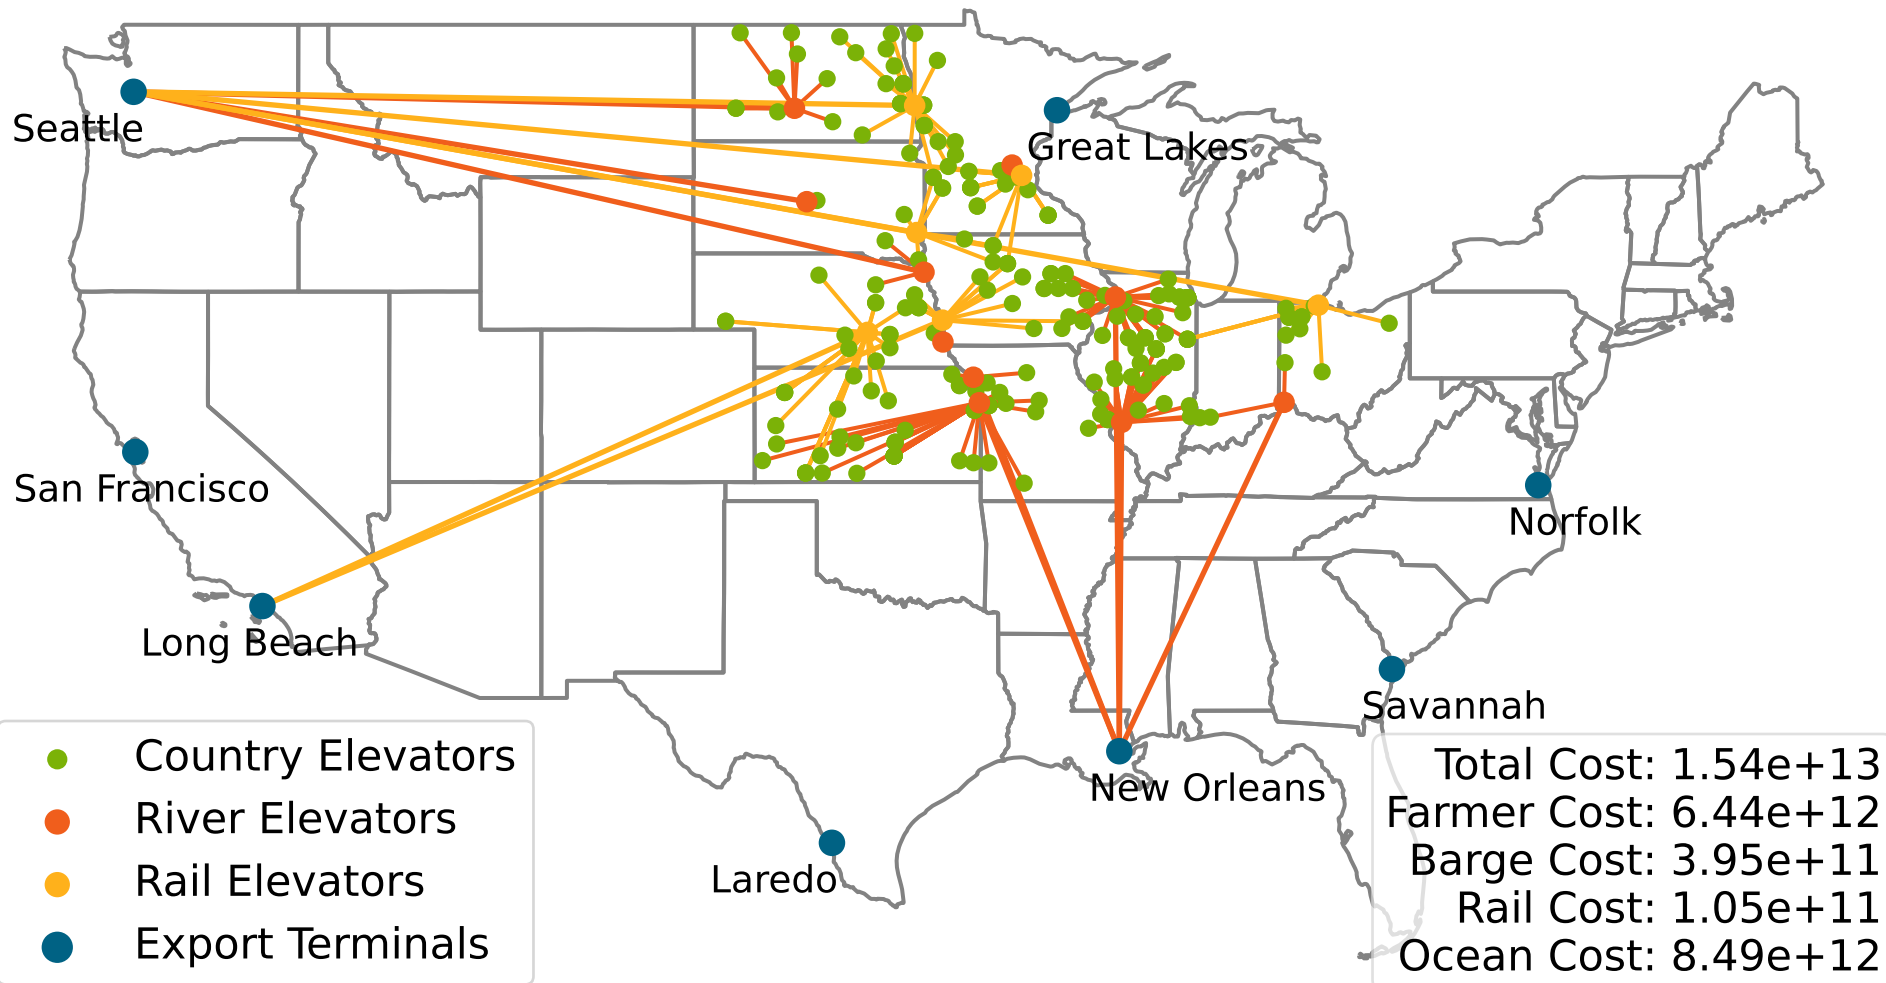 Seattle
Great Lakes
San Francisco
Norfolk
Long Beach
Savannah
New Orleans
Laredo
Country Elevators
River Elevators
Rail Elevators
Export Terminals
Total Cost: 1.54e+13
Farmer Cost: 6.44e+12
Barge Cost: 3.95e+11
Rail Cost: 1.05e+11
Ocean Cost: 8.49e+12